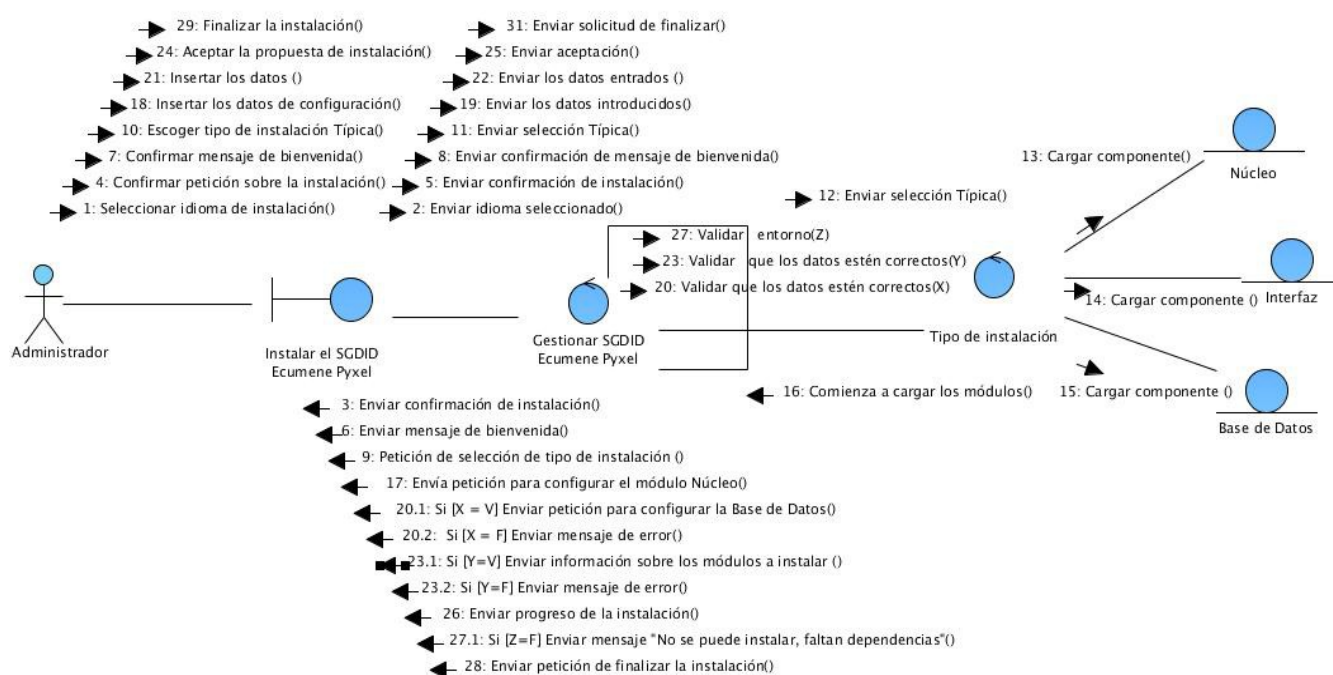 29: Finalizar la instalación()
31: Enviar solicitud de finalizar()
24: Aceptar la propuesta de instalación()
25: Enviar aceptación()
21: Insertar los datos ()
22: Enviar los datos entrados ()
18: Insertar los datos de configuración()
19: Enviar los datos introducidos()
10: Escoger tipo de instalación Típica()
11: Enviar selección Típica()
7: Confirmar mensaje de bienvenida()
8: Enviar confirmación de mensaje de bienvenida()
4: Confirmar petición sobre la instalación()
5: Enviar confirmación de instalación()
1: Seleccionar idioma de instalación()
2: Enviar idioma seleccionado()
12: Enviar selección Típica()
13: Cargar componente()
Núcleo
27: Validar entorno(Z)
23: Validar que los datos estén correctos(Y)
20: Validar que los datos estén correctos(X)
14: Cargar componente ()
Interfaz
Administrador
Instalar el SGDID
Ecumene Pyxel
Gestionar SGDID
Ecumene Pyxel
Tipo de instalación
16: Comienza a cargar los módulos()
15: Cargar componente ()
Base de Datos
3: Enviar confirmación de instalación()
6: Enviar mensaje de bienvenida()
9: Petición de selección de tipo de instalación ()
17: Envía petición para configurar el módulo Núcleo()
20.1: Si [X = V] Enviar petición para configurar la Base de Datos()
20.2: Si [X = F] Enviar mensaje de error()
23.1: Si [Y=V] Enviar información sobre los módulos a instalar ()
23.2: Si [Y=F] Enviar mensaje de error()
26: Enviar progreso de la instalación()
27.1: Si [Z=F] Enviar mensaje "No se puede instalar, faltan dependencias"()
28: Enviar petición de finalizar la instalación()